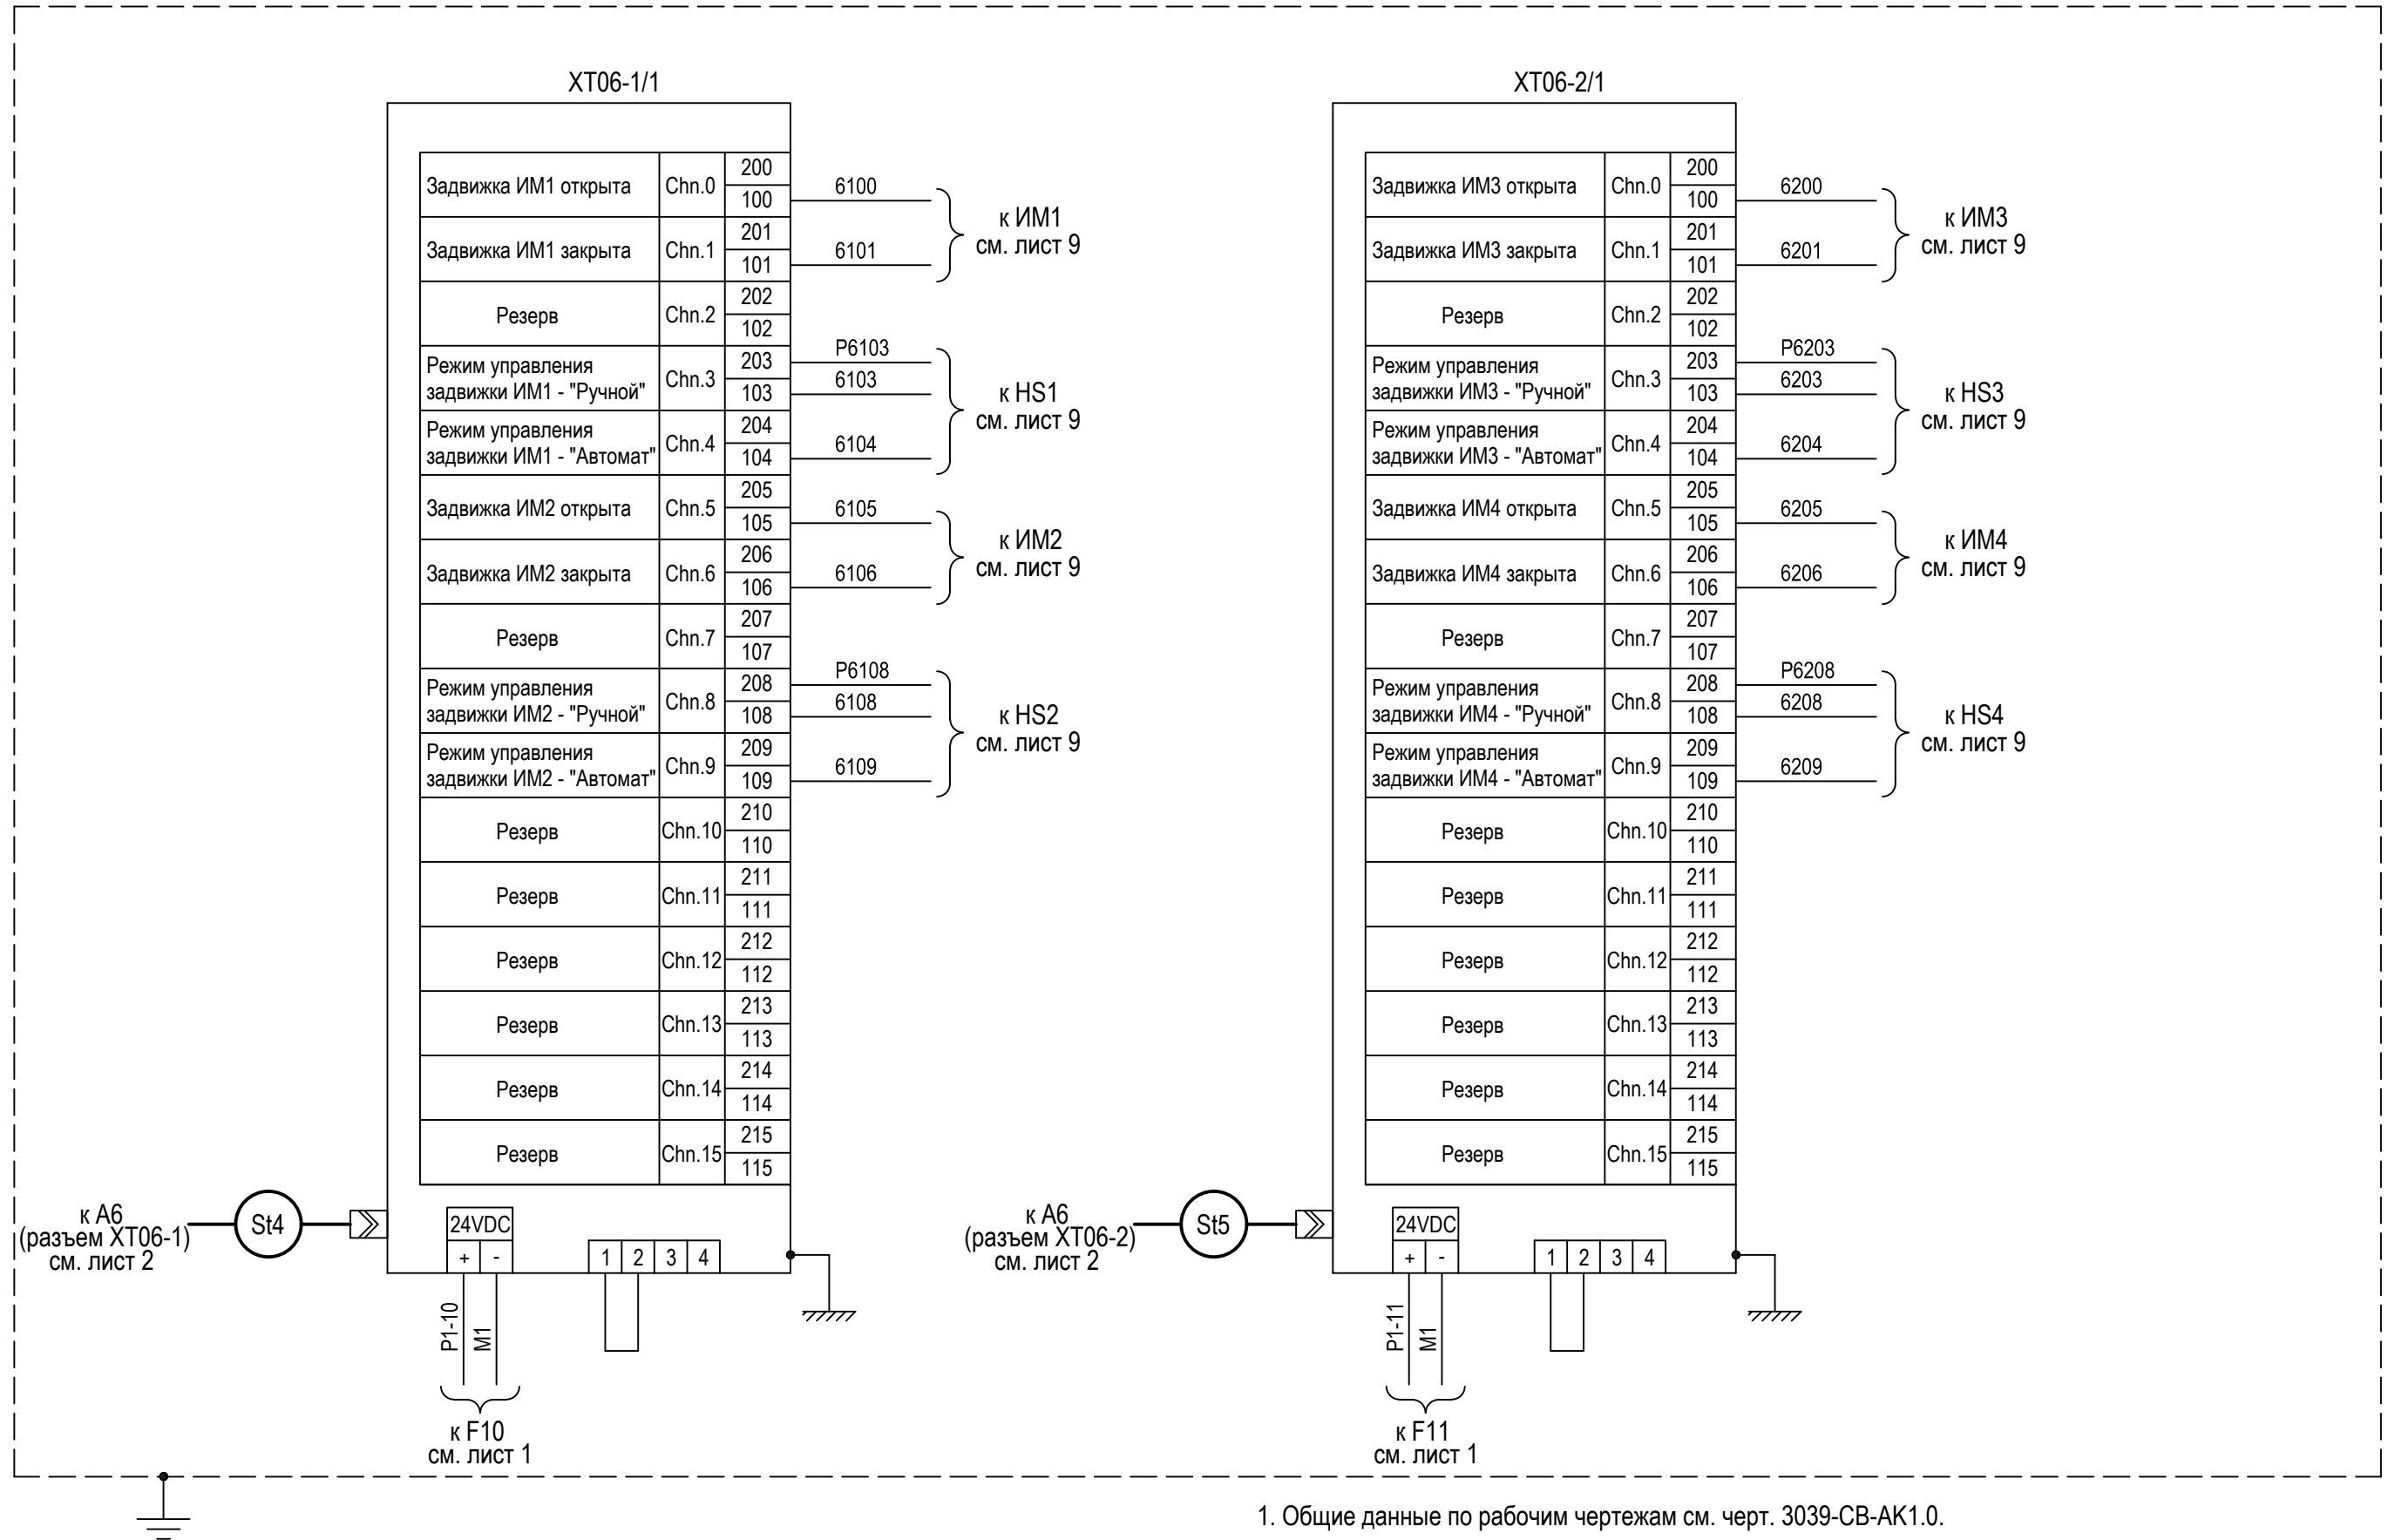 XT06-1/1
Задвижка ИМ1 открыта Chn.0 200
100 6100
Задвижка ИМ1 закрыта Chn.1 201
101 6101
к ИМ1
см. лист 9
Резерв Chn.2 202
102
Режим управления
задвижки ИМ1 - "Ручной" Chn.3 203 P6103
103 6103
Режим управления
задвижки ИМ1 - "Автомат" Chn.4 204
104 6104
к HS1
см. лист 9
Задвижка ИМ2 открыта Chn.5 205
105 6105
Задвижка ИМ2 закрыта Chn.6 206
106 6106
к ИМ2
см. лист 9
Резерв Chn.7 207
107
Режим управления
задвижки ИМ2 - "Ручной" Chn.8 208 P6108
108 6108
Режим управления
задвижки ИМ2 - "Автомат" Chn.9 209
109 6109
к HS2
см. лист 9
Резерв Chn.10 210
110
Резерв Chn.11 211
111
Резерв Chn.12 212
112
Резерв Chn.13 213
113
Резерв Chn.14 214
114
Резерв Chn.15 215
115
к А6
(разъем XT06-1)
см. лист 2
St4
24VDC
+ -
1 2 3 4
P1-10
M1
к F10
см. лист 1
XT06-2/1
Задвижка ИМ3 открыта Chn.0 200
100 6200
Задвижка ИМ3 закрыта Chn.1 201
101 6201
к ИМ3
см. лист 9
Резерв Chn.2 202
102
Режим управления
задвижки ИМ3 - "Ручной" Chn.3 203 P6203
103 6203
Режим управления
задвижки ИМ3 - "Автомат" Chn.4 204
104 6204
к HS3
см. лист 9
Задвижка ИМ4 открыта Chn.5 205
105 6205
Задвижка ИМ4 закрыта Chn.6 206
106 6206
к ИМ4
см. лист 9
Резерв Chn.7 207
107
Режим управления
задвижки ИМ4 - "Ручной" Chn.8 208 P6208
108 6208
Режим управления
задвижки ИМ4 - "Автомат" Chn.9 209
109 6209
к HS4
см. лист 9
Резерв Chn.10 210
110
Резерв Chn.11 211
111
Резерв Chn.12 212
112
Резерв Chn.13 213
113
Резерв Chn.14 214
114
Резерв Chn.15 215
115
к А6
(разъем XT06-2)
см. лист 2
St5
24VDC
+ -
1 2 3 4
P1-11
M1
к F11
см. лист 1
1. Общие данные по рабочим чертежам см. черт. 3039-СВ-АК1.0.